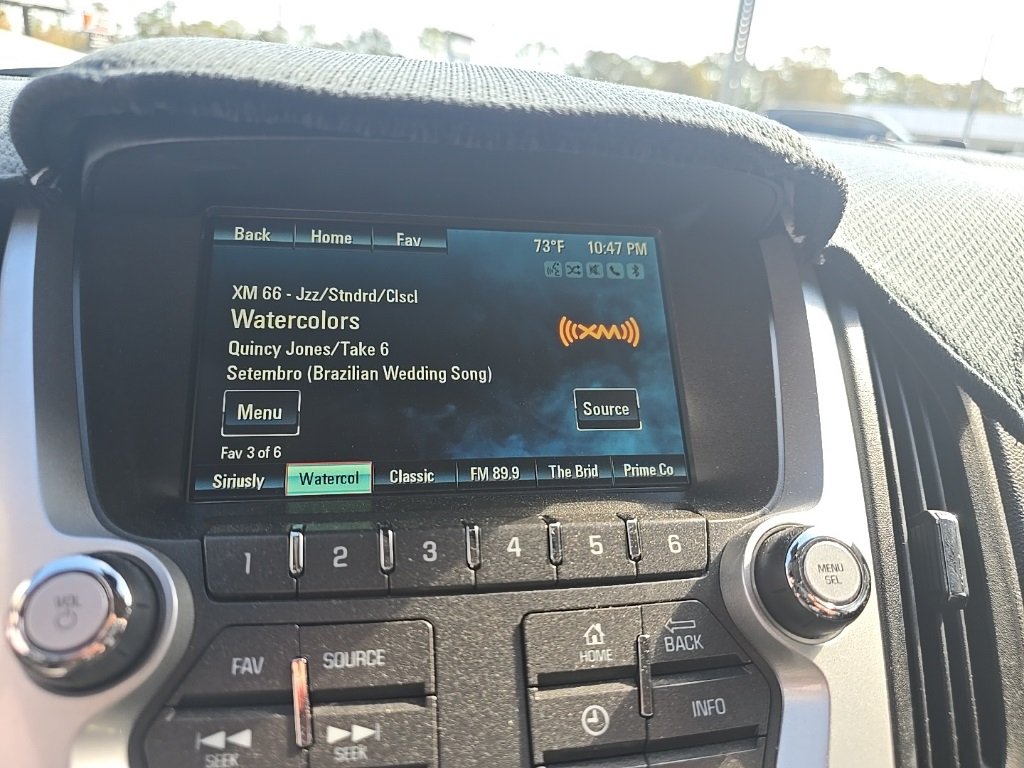 Back Home Fav
73°F 10:47 PM
XM 66 - Jzz/Stndrd/Clscl
Watercolors
((XM))
Quincy Jones/Take 6
Setembro (Brazilian Wedding Song)
Menu
Source
Fav 3 of 6
Siriusly Watercol Classic FM 89.9 The Brid Prime Co
1 2 3 4 5 6
VOL
MENU
SEL
FAV SOURCE
HOME BACK
SEEK SEEK
INFO